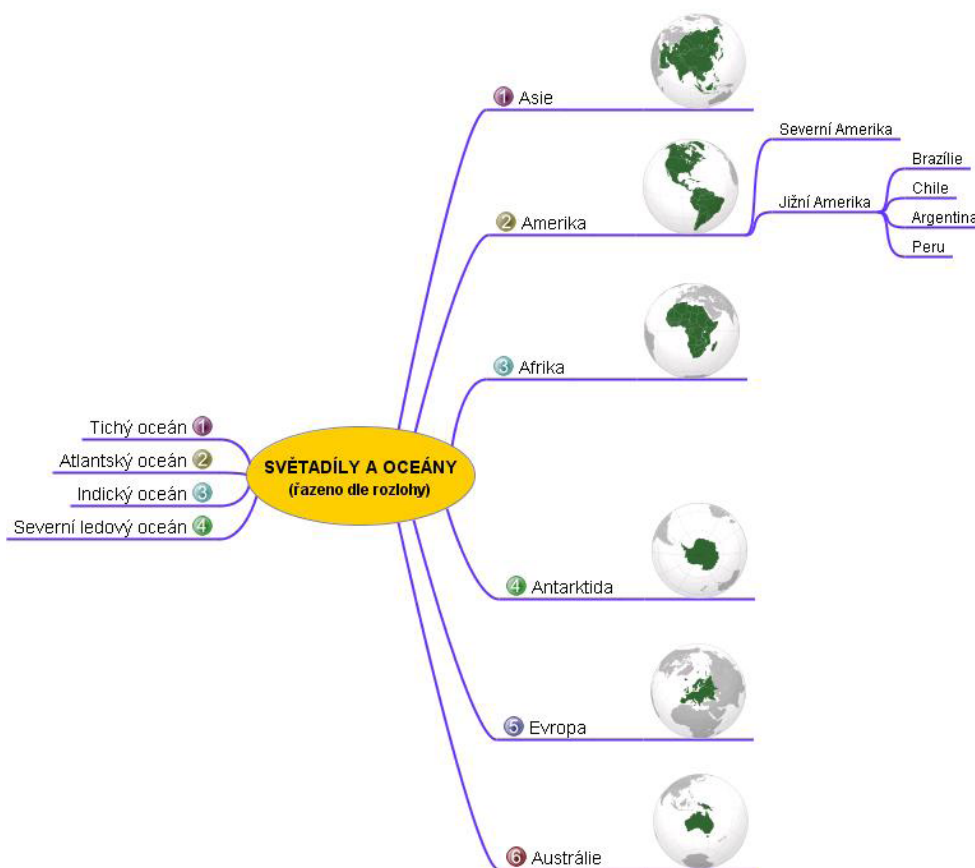 SVĚTADÍLY A OCEÁNY
(řazeno dle rozlohy)
1 Asie
2 Amerika
Severní Amerika
Jižní Amerika
Brazílie
Chile
Argentina
Peru
3 Afrika
4 Antarktida
5 Evropa
6 Austrálie
Tichý oceán 1
Atlantský oceán 2
Indický oceán 3
Severní ledový oceán 4